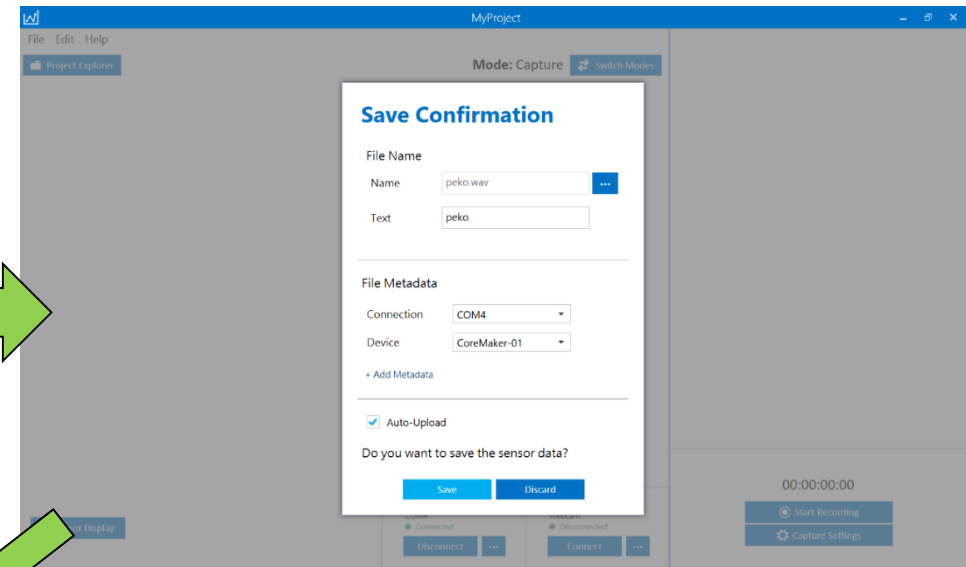 MyProject
File Edit Help
Project Explorer
Mode: Capture
Switch Modes
Save Confirmation
File Name
Name
peko.wav
...
Text
peko
File Metadata
Connection
COM4
Device
CoreMaker-01
+ Add Metadata
Auto-Upload
Do you want to save the sensor data?
Save
Discard
00:00:00:00
Start Recording
Capture Settings
or Display
Connected
Disconnected
Disconnect
...
Connect
...